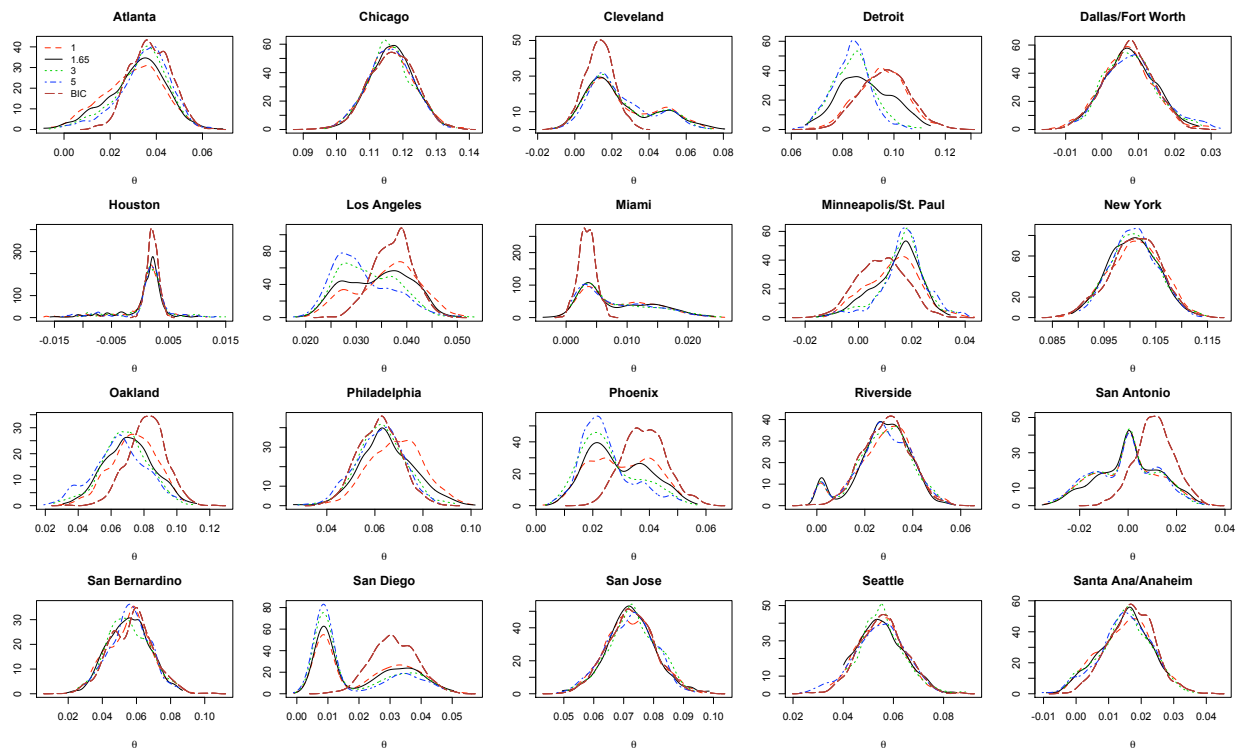 Atlanta
Chicago
Cleveland
Detroit
Dallas/Fort Worth
1
1.65
3
5
BIC
0 10 20 30 40
0.00 0.02 0.04 0.06
θ
0 20 40 60
0.09 0.10 0.11 0.12 0.13 0.14
θ
0 10 30 50
-0.02 0.00 0.02 0.04 0.06 0.08
θ
0 10 30 50
0.06 0.08 0.10 0.12
θ
0 20 40 60
-0.01 0.00 0.01 0.02 0.03
θ
Houston
Los Angeles
Miami
Minneapolis/St. Paul
New York
0 100 300
-0.015 -0.005 0.005 0.015
θ
0 20 40 60 80
0.020 0.030 0.040 0.050
θ
0 50 100 200
0.000 0.010 0.020
θ
0 10 30 50
-0.02 0.00 0.02 0.04
θ
0 20 40 60 80
0.085 0.095 0.105 0.115
θ
Oakland
Philadelphia
Phoenix
Riverside
San Antonio
0 10 20 30
0.02 0.04 0.06 0.08 0.10 0.12
θ
0 10 30
0.04 0.06 0.08 0.10
θ
0 20 40
0.00 0.02 0.04 0.06
θ
0 10 20 30 40
0.00 0.02 0.04 0.06
θ
0 10 30 50
-0.02 0.00 0.02 0.04
θ
San Bernardino
San Diego
San Jose
Seattle
Santa Ana/Anaheim
0 10 20 30
0.02 0.04 0.06 0.08 0.10
θ
0 20 40 60 80
0.00 0.01 0.02 0.03 0.04 0.05
θ
0 20 40
0.05 0.06 0.07 0.08 0.09 0.10
θ
0 10 30 50
0.02 0.04 0.06 0.08 0.10
θ
0 20 40 60
-0.01 0.00 0.01 0.02 0.03 0.04
θ